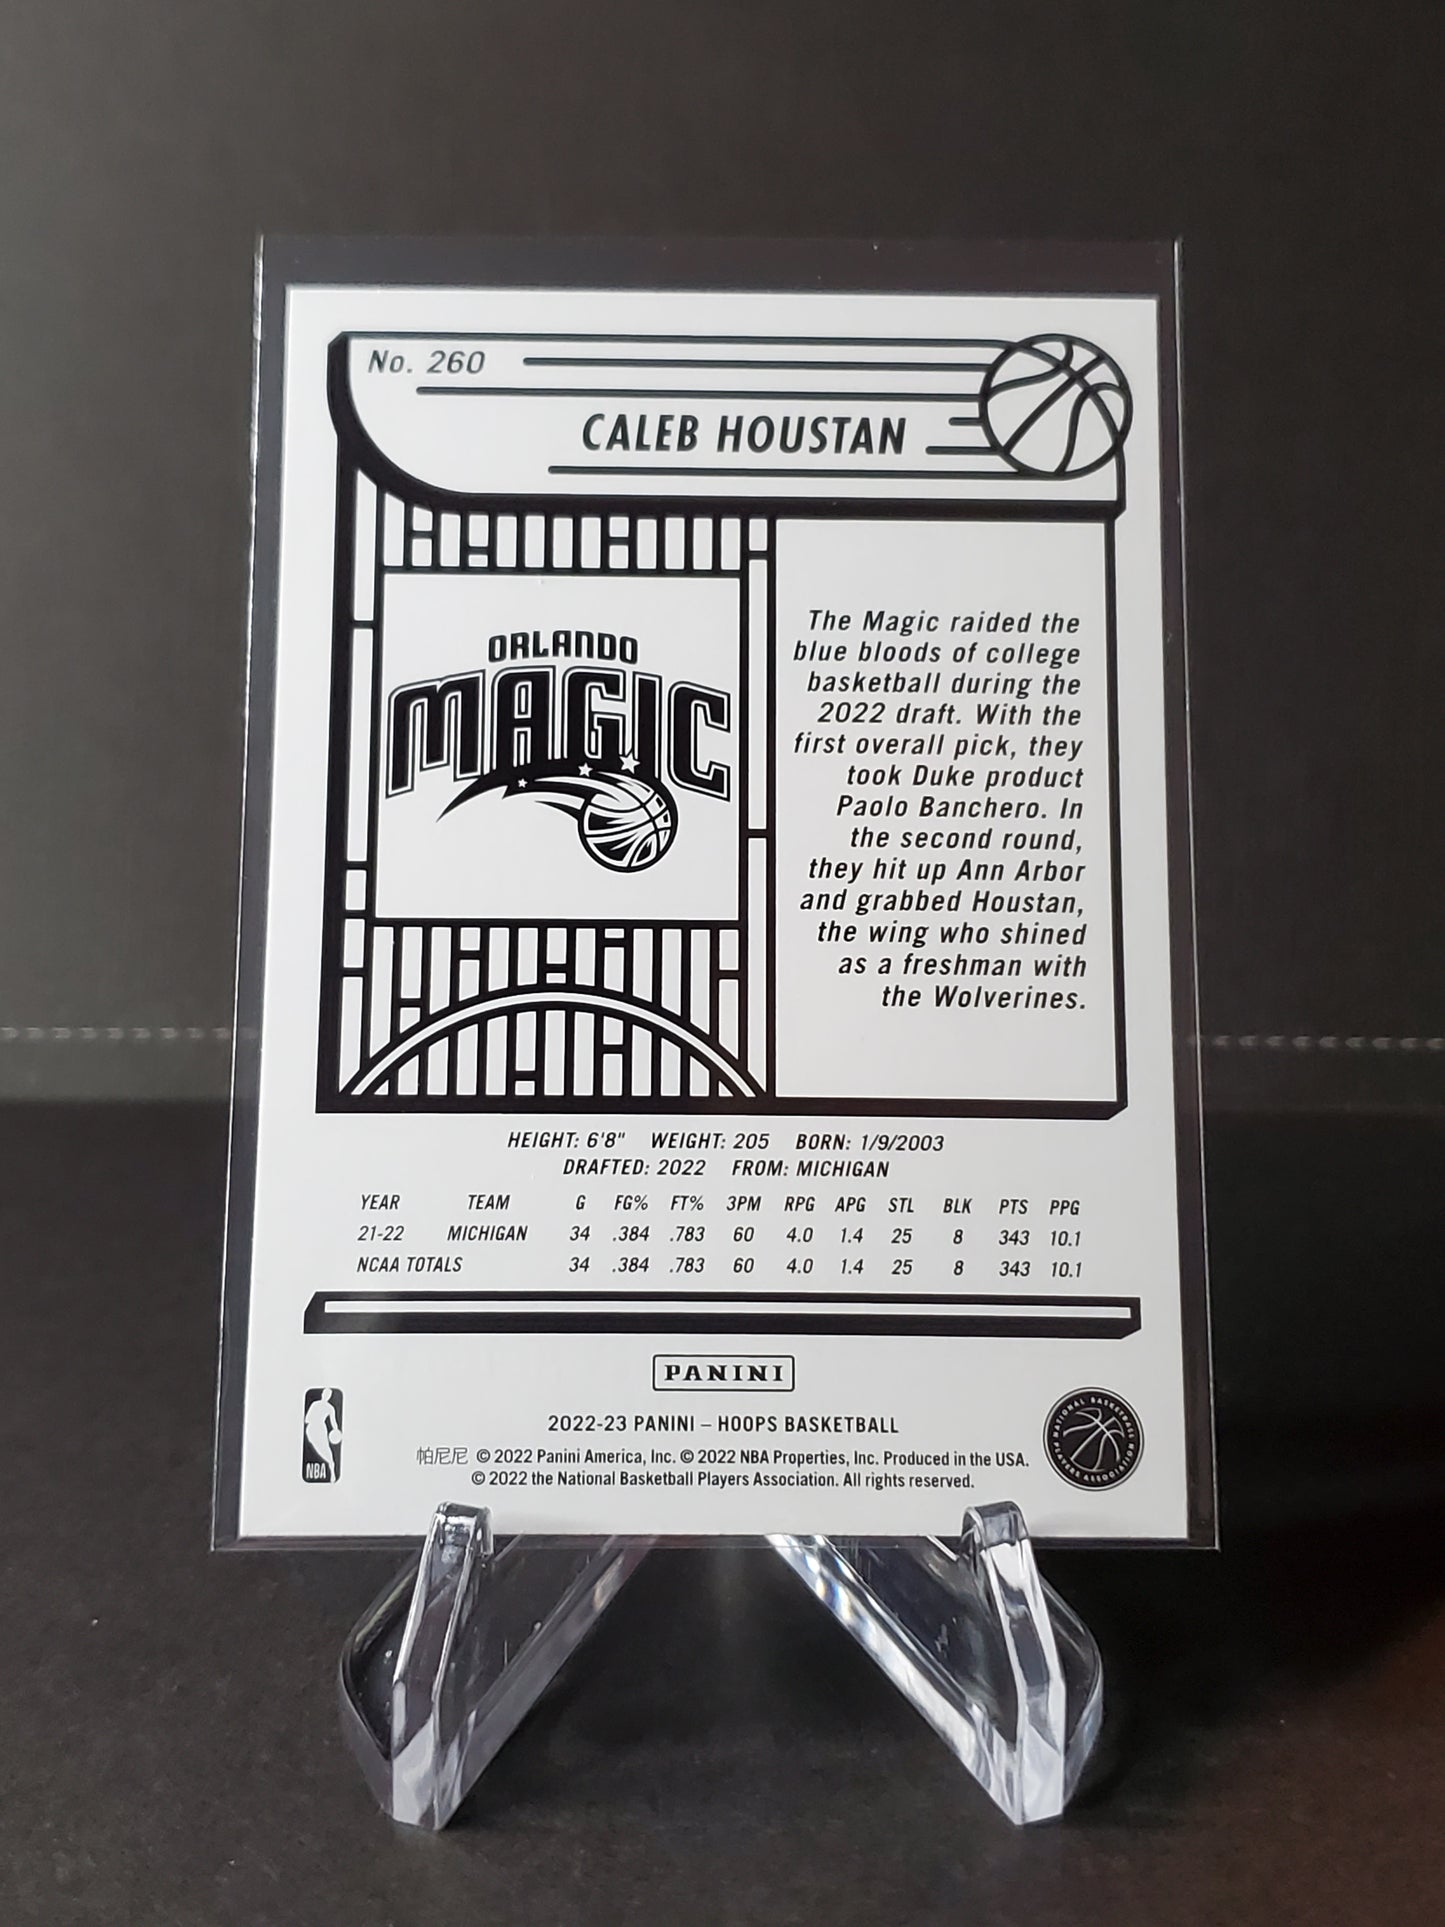 No. 260
CALEB HOUSTAN
ORLANDO
MAGIC
The Magic raided the
blue bloods of college
basketball during the
2022 draft. With the
first overall pick, they
took Duke product
Paolo Banchero. In
the second round,
they hit up Ann Arbor
and grabbed Houstan,
the wing who shined
as a freshman with
the Wolverines.
HEIGHT: 6'8" WEIGHT: 205 BORN: 1/9/2003
DRAFTED: 2022 FROM: MICHIGAN
YEAR TEAM G FG% FT% 3PM RPG APG STL BLK PTS PPG
21-22 MICHIGAN 34 .384 .783 60 4.0 1.4 25 8 343 10.1
NCAA TOTALS 34 .384 .783 60 4.0 1.4 25 8 343 10.1
PANINI
2022-23 PANINI – HOOPS BASKETBALL
帕尼尼 © 2022 Panini America, Inc. © 2022 NBA Properties, Inc. Produced in the USA.
© 2022 the National Basketball Players Association. All rights reserved.
NBA
NATIONAL BASKETBALL
PLAYERS ASSOCIATION